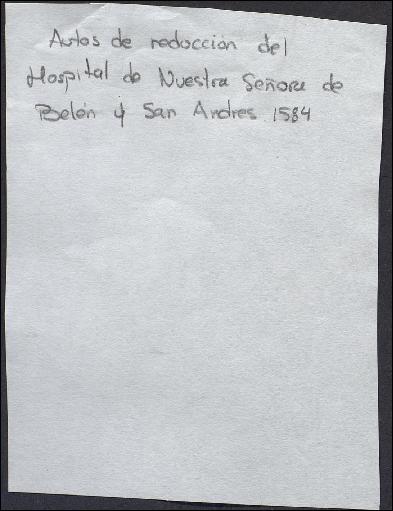 Autos de reducción del
Hospital de Nuestra Señora de
Belén y San Andres 1584